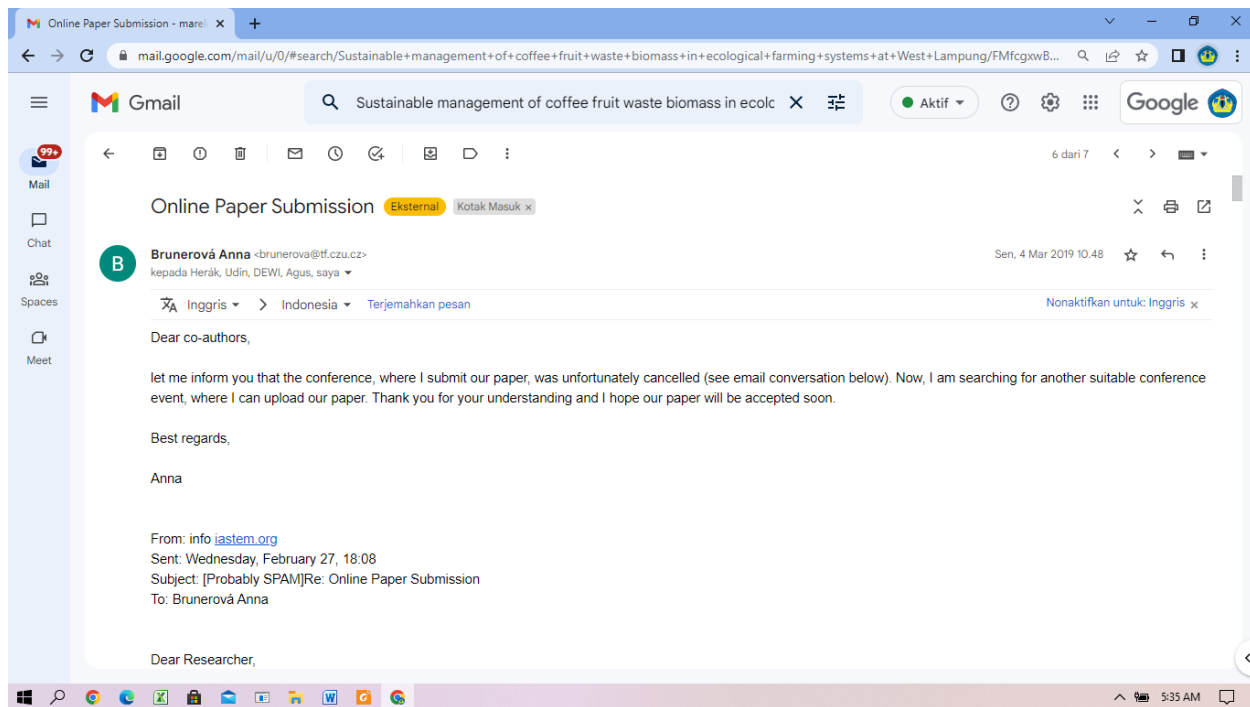 Online Paper Submission - marel
mail.google.com/mail/u/0/#search/Sustainable+management+of+coffee+fruit+waste+biomass+in+ecological+farming+systems+at+West+Lampung/FMfcgxwB...
Gmail
Sustainable management of coffee fruit waste biomass in ecolc
Aktif
Google
99+
Mail
Chat
Spaces
Meet
6 dari 7
Online Paper Submission Eksternal Kotak Masuk ×
B
Brunerová Anna <brunerova@tf.czu.cz>
Sen, 4 Mar 2019 10.48
kepada Herák, Udin, DEWI, Agus, saya
Inggris > Indonesia Terjemahkan pesan
Nonaktifkan untuk: Inggris ×
Dear co-authors,
let me inform you that the conference, where I submit our paper, was unfortunately cancelled (see email conversation below). Now, I am searching for another suitable conference
event, where I can upload our paper. Thank you for your understanding and I hope our paper will be accepted soon.
Best regards,
Anna
From: info iastem.org
Sent: Wednesday, February 27, 18:08
Subject: [Probably SPAM]Re: Online Paper Submission
To: Brunerová Anna
Dear Researcher,
5:35 AM